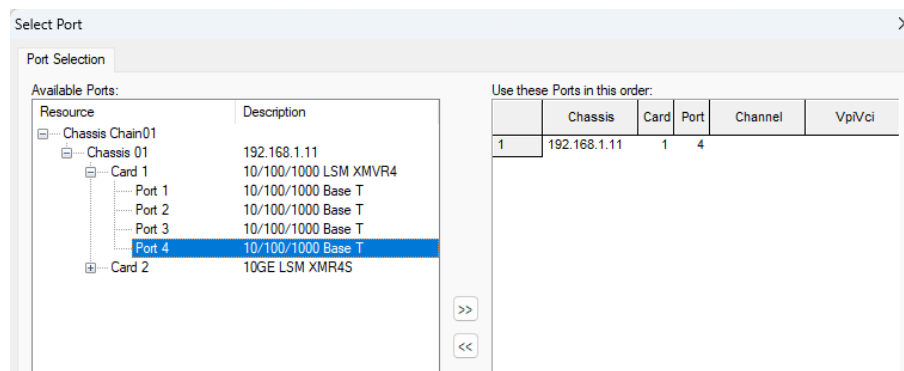 Select Port
Port Selection
Available Ports:
Resource Description
Chassis Chain01
Chassis 01 192.168.1.11
Card 1 10/100/1000 LSM XMVR4
Port 1 10/100/1000 Base T
Port 2 10/100/1000 Base T
Port 3 10/100/1000 Base T
Port 4 10/100/1000 Base T
Card 2 10GE LSM XMR4S
>>
<<
Use these Ports in this order:
Chassis Card Port Channel VpiVci
1 192.168.1.11 1 4